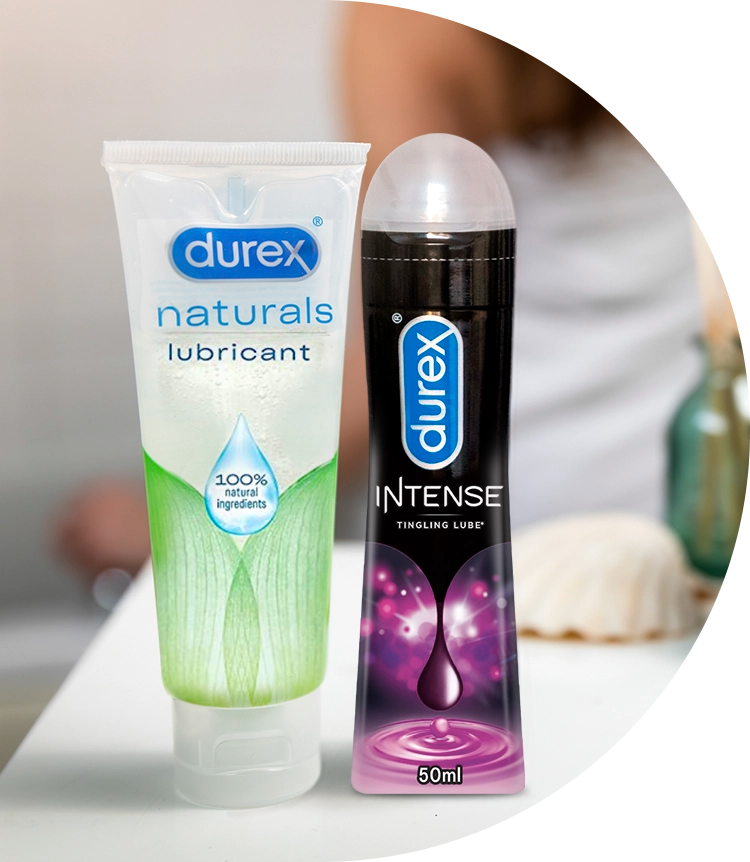 durex®
naturals
lubricant
100%
natural
ingredients
durex®
INTENSE
TINGLING LUBE*
50ml